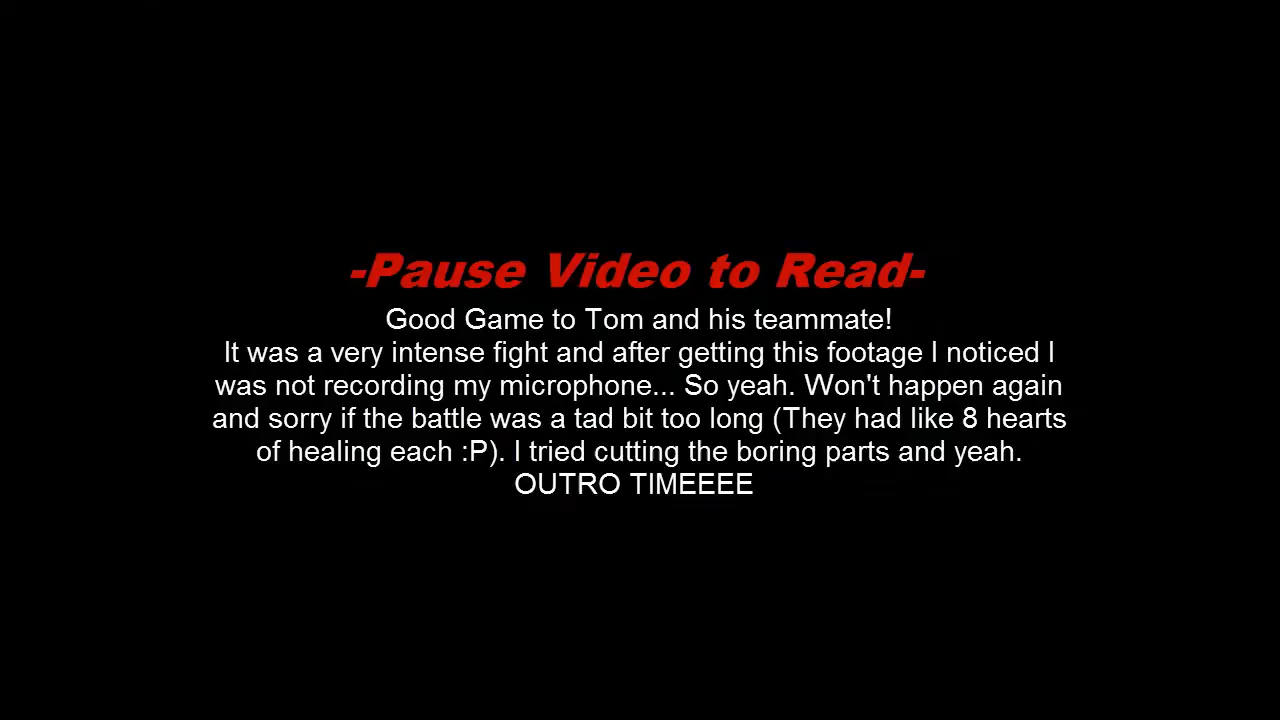 -Pause Video to Read-
Good Game to Tom and his teammate!
It was a very intense fight and after getting this footage I noticed I
was not recording my microphone... So yeah. Won't happen again
and sorry if the battle was a tad bit too long (They had like 8 hearts
of healing each :P). I tried cutting the boring parts and yeah.
OUTRO TIMEEEE